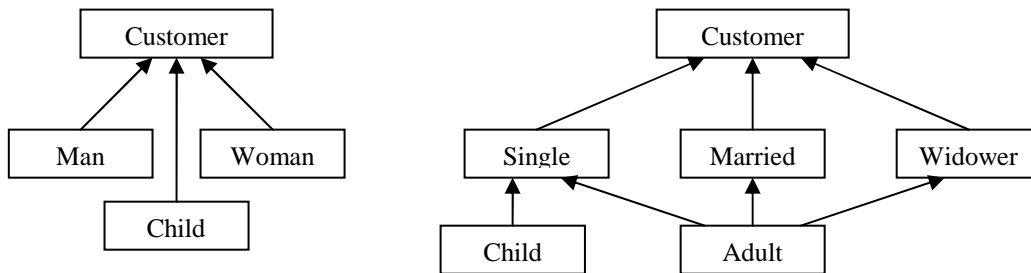 Customer
Man
Woman
Child
Customer
Single
Married
Widower
Child
Adult